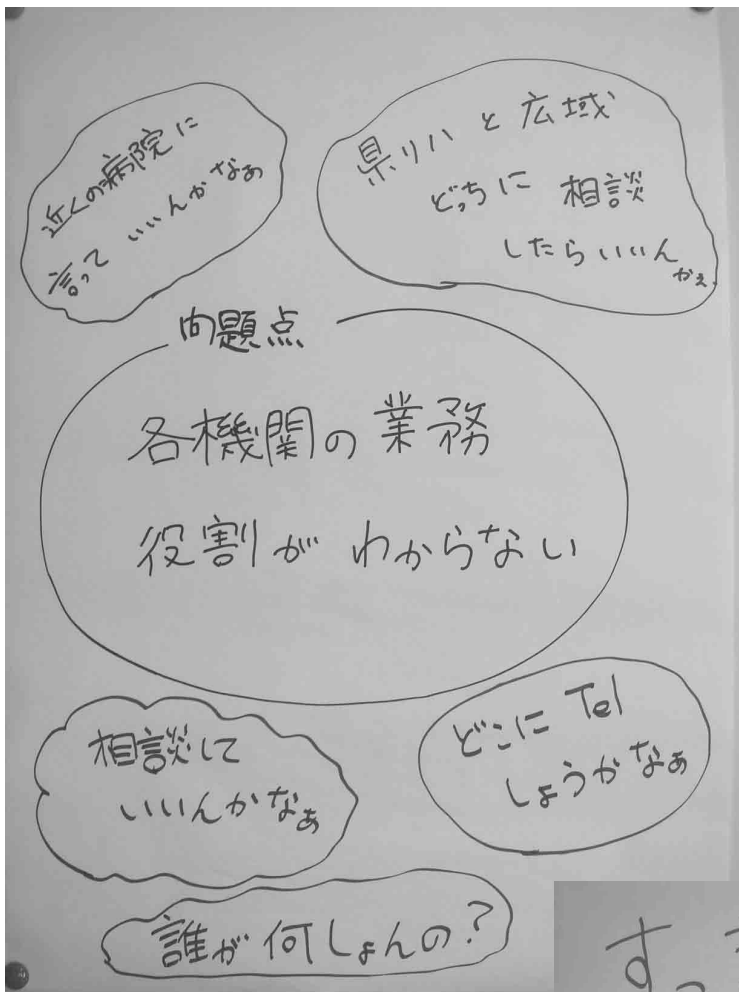 近くの病院に
言って いいんかなぁ
県リハ と 広域
どっちに 相談
したらいいん
かぇ
問題点
各機関の業務
役割が わからない
相談して
いいんかなぁ
どこに Tel
しょうかなぁ
誰が 何しょんの?
すっ